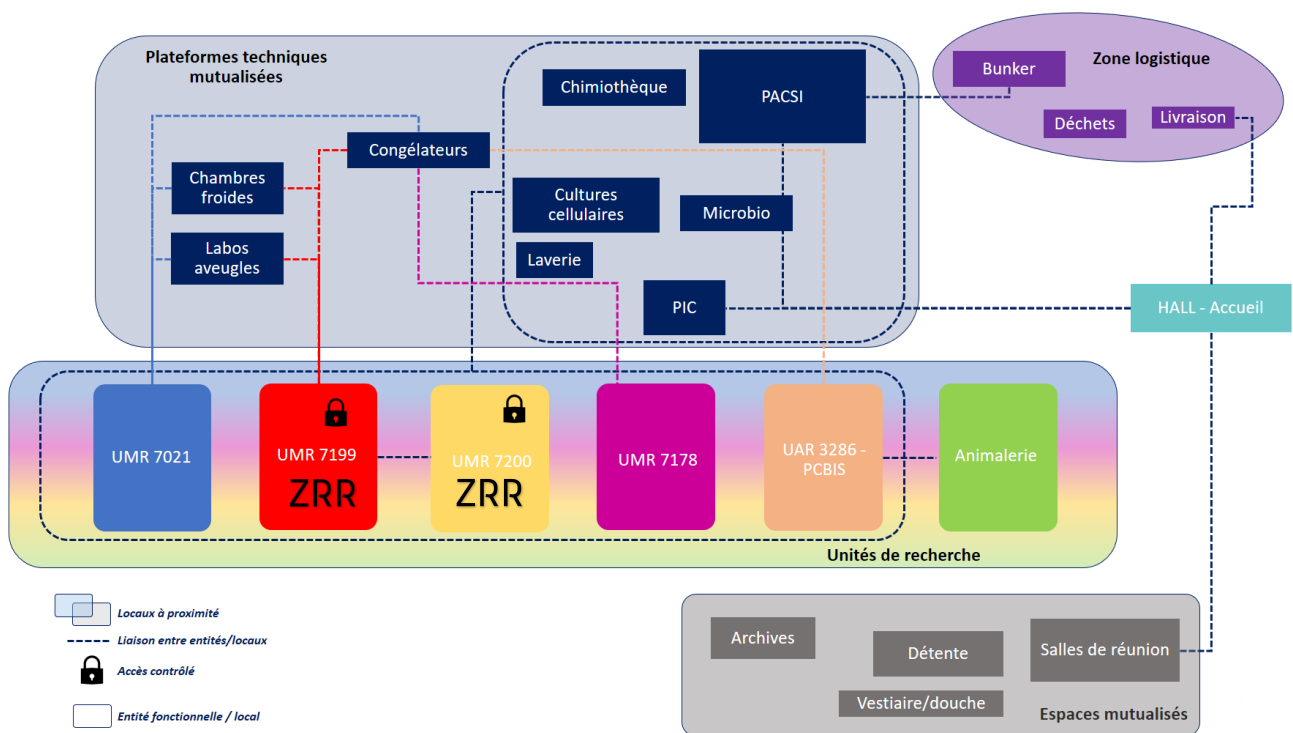 Plateformes techniques
mutualisées
Chimiothèque
PACSI
Bunker
Zone logistique
Déchets
Livraison
Congélateurs
Chambres
froides
Cultures
cellulaires
Microbio
Labos
aveugles
Laverie
PIC
HALL - Accueil
UMR 7021
UMR 7199
ZRR
UMR 7200
ZRR
UMR 7178
UAR 3286 -
PCBIS
Animalerie
Unités de recherche
Locaux à proximité
Liaison entre entités/locaux
Accès contrôlé
Entité fonctionnelle / local
Archives
Détente
Salles de réunion
Vestiaire/douche
Espaces mutualisés